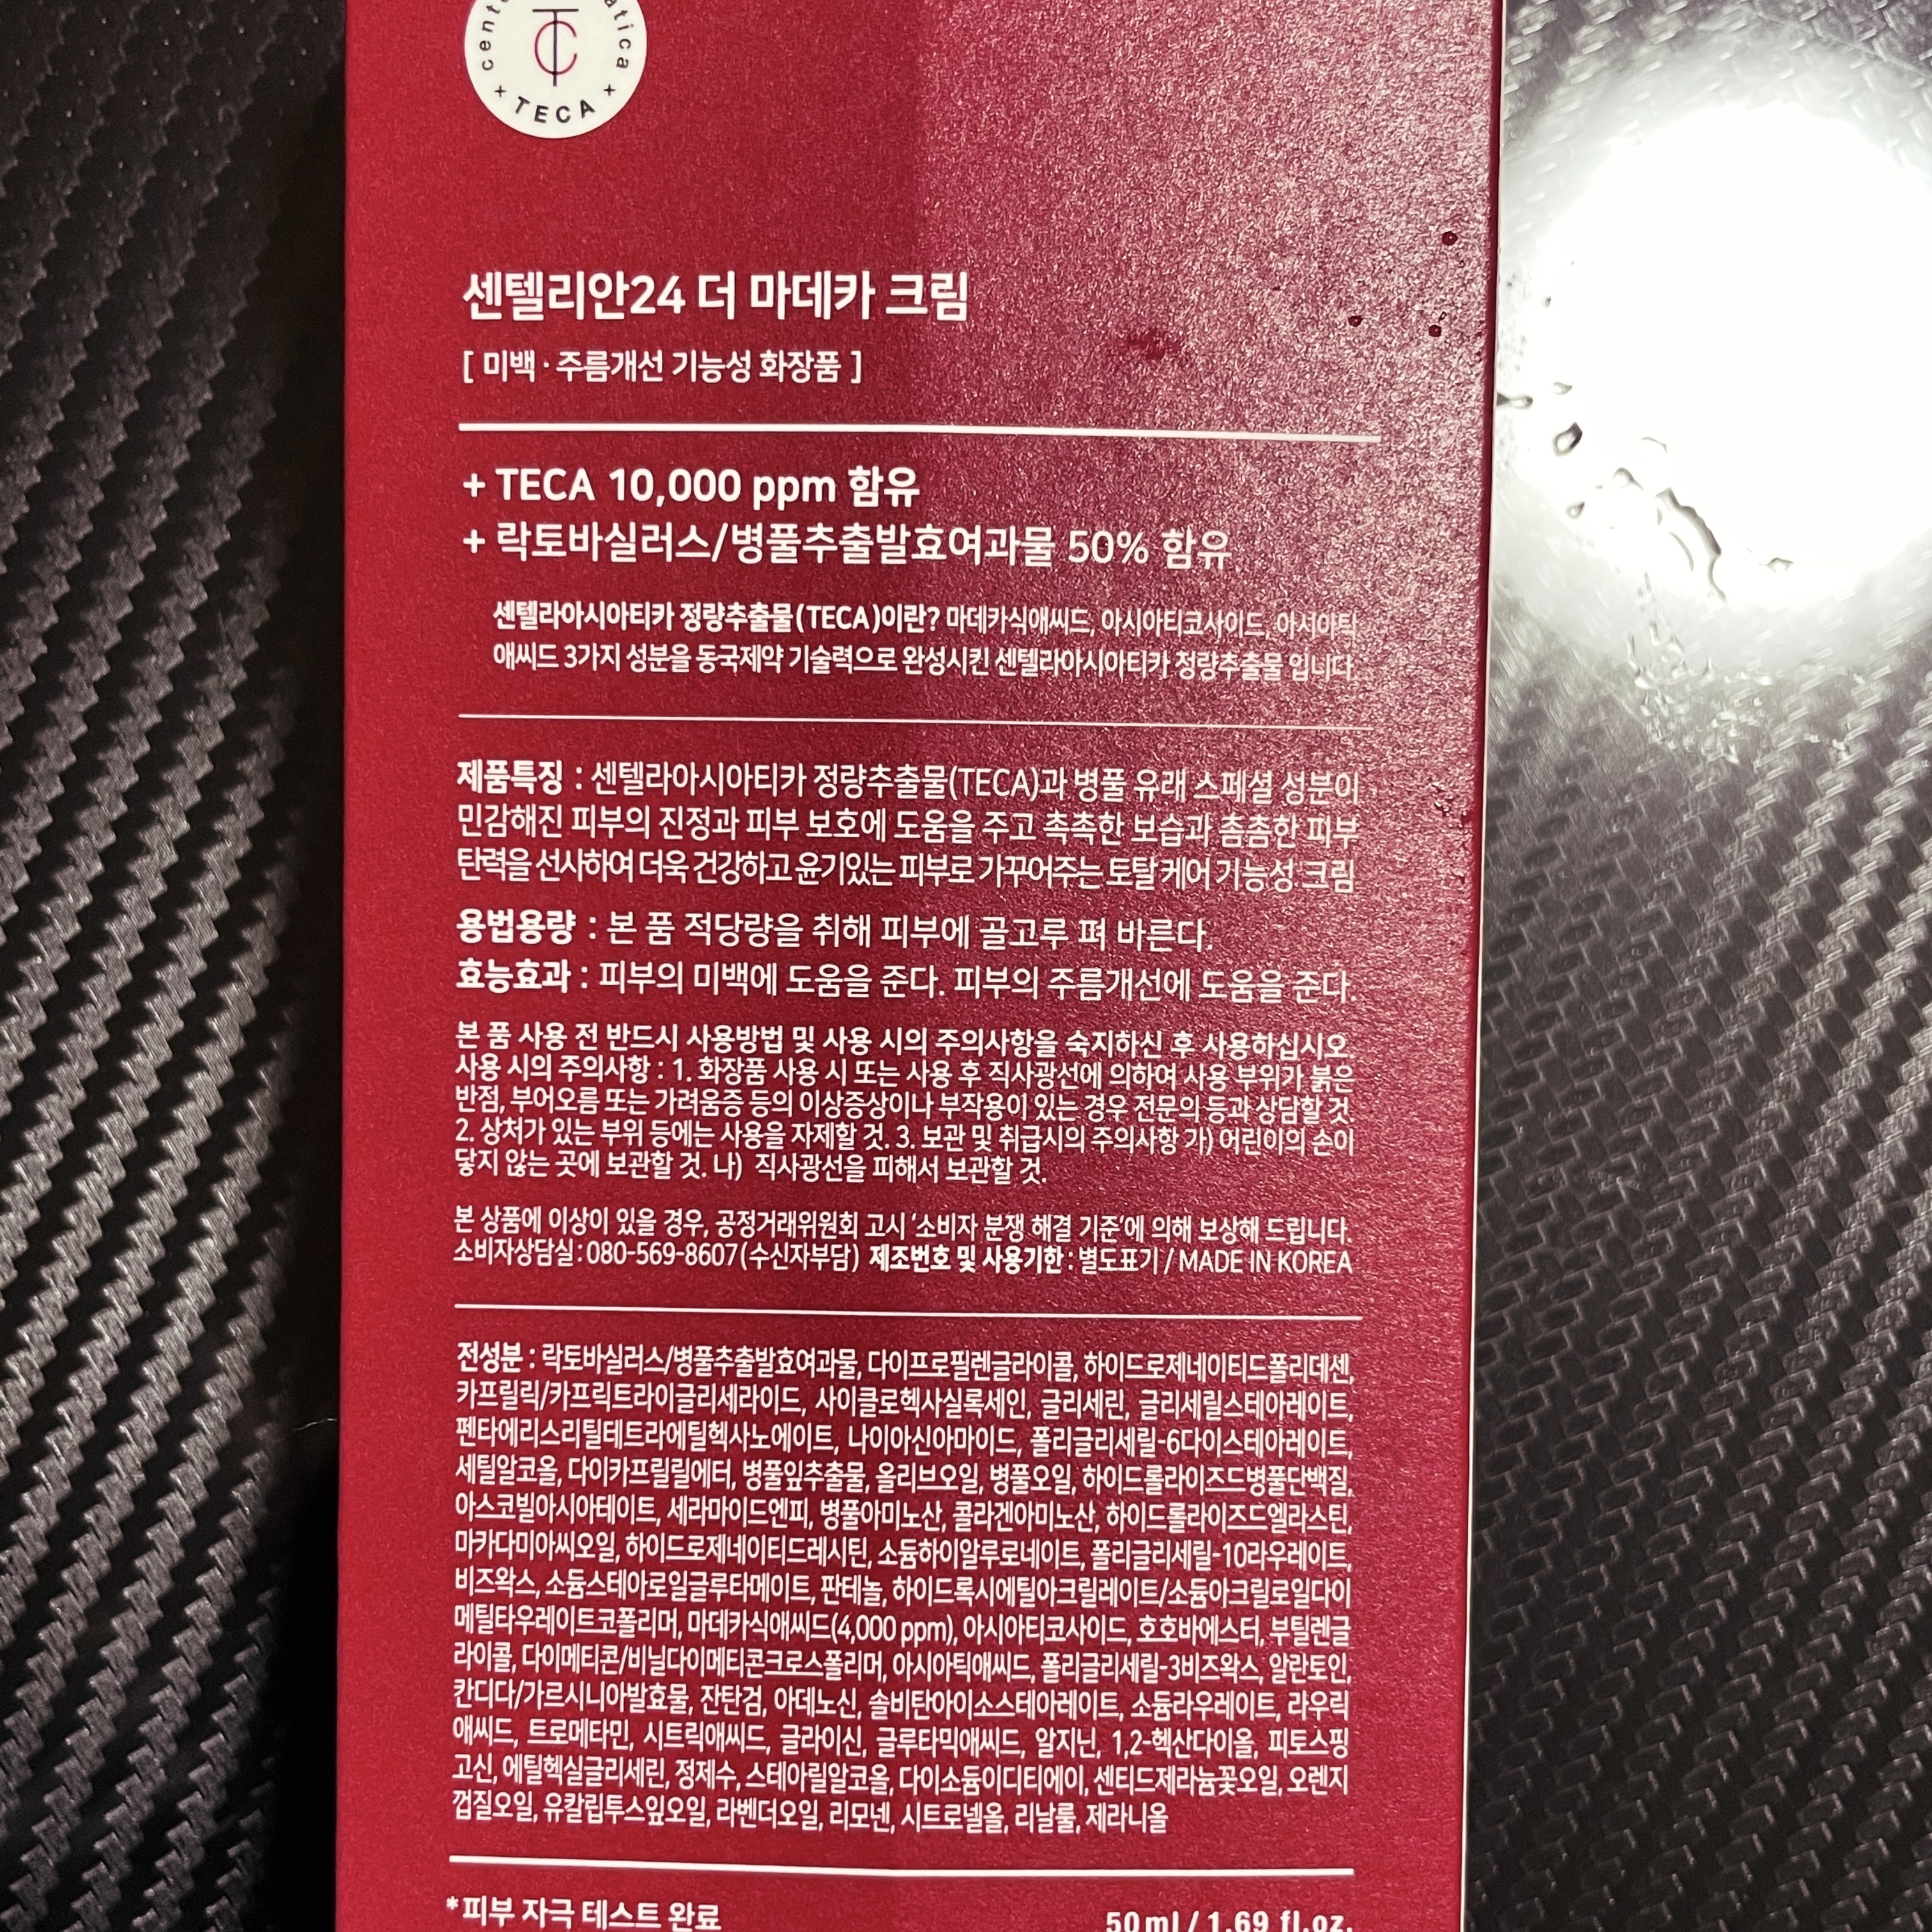 TECA
센텔리안24 더 마데카 크림
[ 미백 · 주름개선 기능성 화장품 ]
+ TECA 10,000 ppm 함유
+ 락토바실러스/병풀추출발효여과물 50% 함유
센텔라아시아티카 정량추출물(TECA)이란? 마데카식애씨드, 아시아티코사이드, 아시아틱
애씨드 3가지 성분을 동국제약 기술력으로 완성시킨 센텔라아시아티카 정량추출물 입니다.
제품특징 : 센텔라아시아티카 정량추출물(TECA)과 병풀 유래 스페셜 성분이
민감해진 피부의 진정과 피부 보호에 도움을 주고 촉촉한 보습과 촘촘한 피부
탄력을 선사하여 더욱 건강하고 윤기있는 피부로 가꾸어주는 토탈케어 기능성 크림
용법용량 : 본 품 적당량을 취해 피부에 골고루 펴 바른다.
효능효과 : 피부의 미백에 도움을 준다. 피부의 주름개선에 도움을 준다.
본 품 사용 전 반드시 사용방법 및 사용 시의 주의사항을 숙지하신 후 사용하십시오.
사용 시의 주의사항 : 1. 화장품 사용 시 또는 사용 후 직사광선에 의하여 사용 부위가 붉은
반점, 부어오름 또는 가려움증 등의 이상증상이나 부작용이 있는 경우 전문의 등과 상담할 것
2. 상처가 있는 부위 등에는 사용을 자제할 것. 3. 보관 및 취급시의 주의사항 가) 어린이의 손이
닿지 않는 곳에 보관할 것. 나) 직사광선을 피해서 보관할 것.
본 상품에 이상이 있을 경우, 공정거래위원회 고시 '소비자 분쟁 해결 기준'에 의해 보상해 드립니다.
소비자상담실 : 080-569-8607(수신자부담) 제조번호 및 사용기한 : 별도표기 / MADE IN KOREA
전성분 : 락토바실러스/병풀추출발효여과물, 다이프로필렌글라이콜, 하이드로제네이티드폴리데센,
카프릴릭/카프릭트라이글리세라이드, 사이클로헥사실록세인, 글리세린, 글리세릴스테아레이트,
펜타에리스리틸테트라에틸헥사노에이트, 나이아신아마이드, 폴리글리세릴-6다이스테아레이트,
세틸알코올, 다이카프릴릴에터, 병풀잎추출물, 올리브오일, 병풀오일, 하이드롤라이즈드병풀단백질,
아스코빌아시아테이트, 세라마이드엔피, 병풀아미노산, 콜라겐아미노산, 하이드롤라이즈드엘라스틴,
마카다미아씨오일, 하이드로제네이티드레시틴, 소듐하이알루로네이트, 폴리글리세릴-10라우레이트,
비즈왁스, 소듐스테아로일글루타메이트, 판테놀, 하이드록시에틸아크릴레이트/소듐아크릴로일다이
메틸타우레이트코폴리머, 마데카식애씨드(4,000 ppm), 아시아티코사이드, 호호바에스터, 부틸렌글
라이콜, 다이메티콘/비닐다이메티콘크로스폴리머, 아시아틱애씨드, 폴리글리세릴-3비즈왁스, 알란토인,
칸디다/가르시니아발효물, 잔탄검, 아데노신, 솔비탄아이소스테아레이트, 소듐라우레이트, 라우릭
애씨드, 트로메타민, 시트릭애씨드, 글라이신, 글루타믹애씨드, 알지닌, 1,2-헥산다이올, 피토스핑
고신, 에틸헥실글리세린, 정제수, 스테아릴알코올, 다이소듐이디티에이, 센티드제라늄꽃오일, 오렌지
껍질오일, 유칼립투스잎오일, 라벤더오일, 리모넨, 시트로넬올, 리날룰, 제라니올
*피부 자극 테스트 완료
50 ml / 1.69 fl.oz.